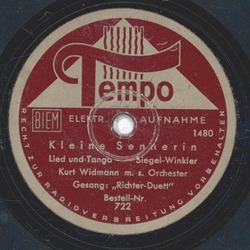 Tempo
BIEM ELEKTR. AUFNAHME
1480
Kleine Sennerin
Lied und Tango Siegel-Winkler
Kurt Widmann m. s. Orchester
Gesang: „Richter-Duett"
Bestell-Nr.
722
RECHT ZUR RADIOVERBREITUNG VORBEHALTEN